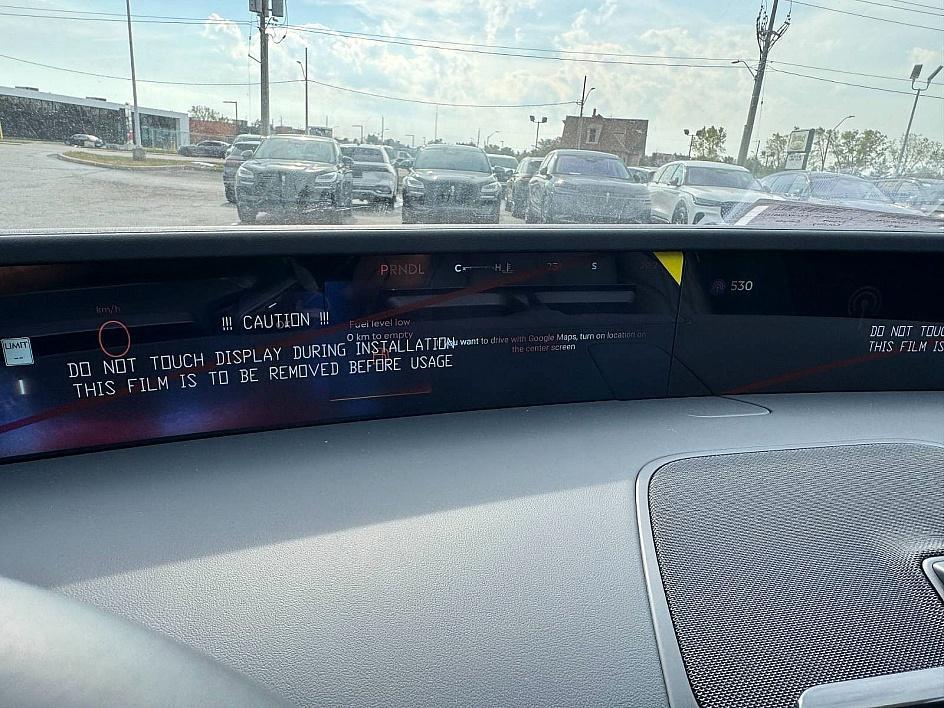 PRNDL
C H E S
530
km/h
!!! CAUTION !!!
Fuel level low
0 km to empty
LIMIT
--
you want to drive with Google Maps, turn on location on
the center screen
DO NOT TOUCH DISPLAY DURING INSTALLATION
THIS FILM IS TO BE REMOVED BEFORE USAGE
DO NOT TOUC
THIS FILM IS